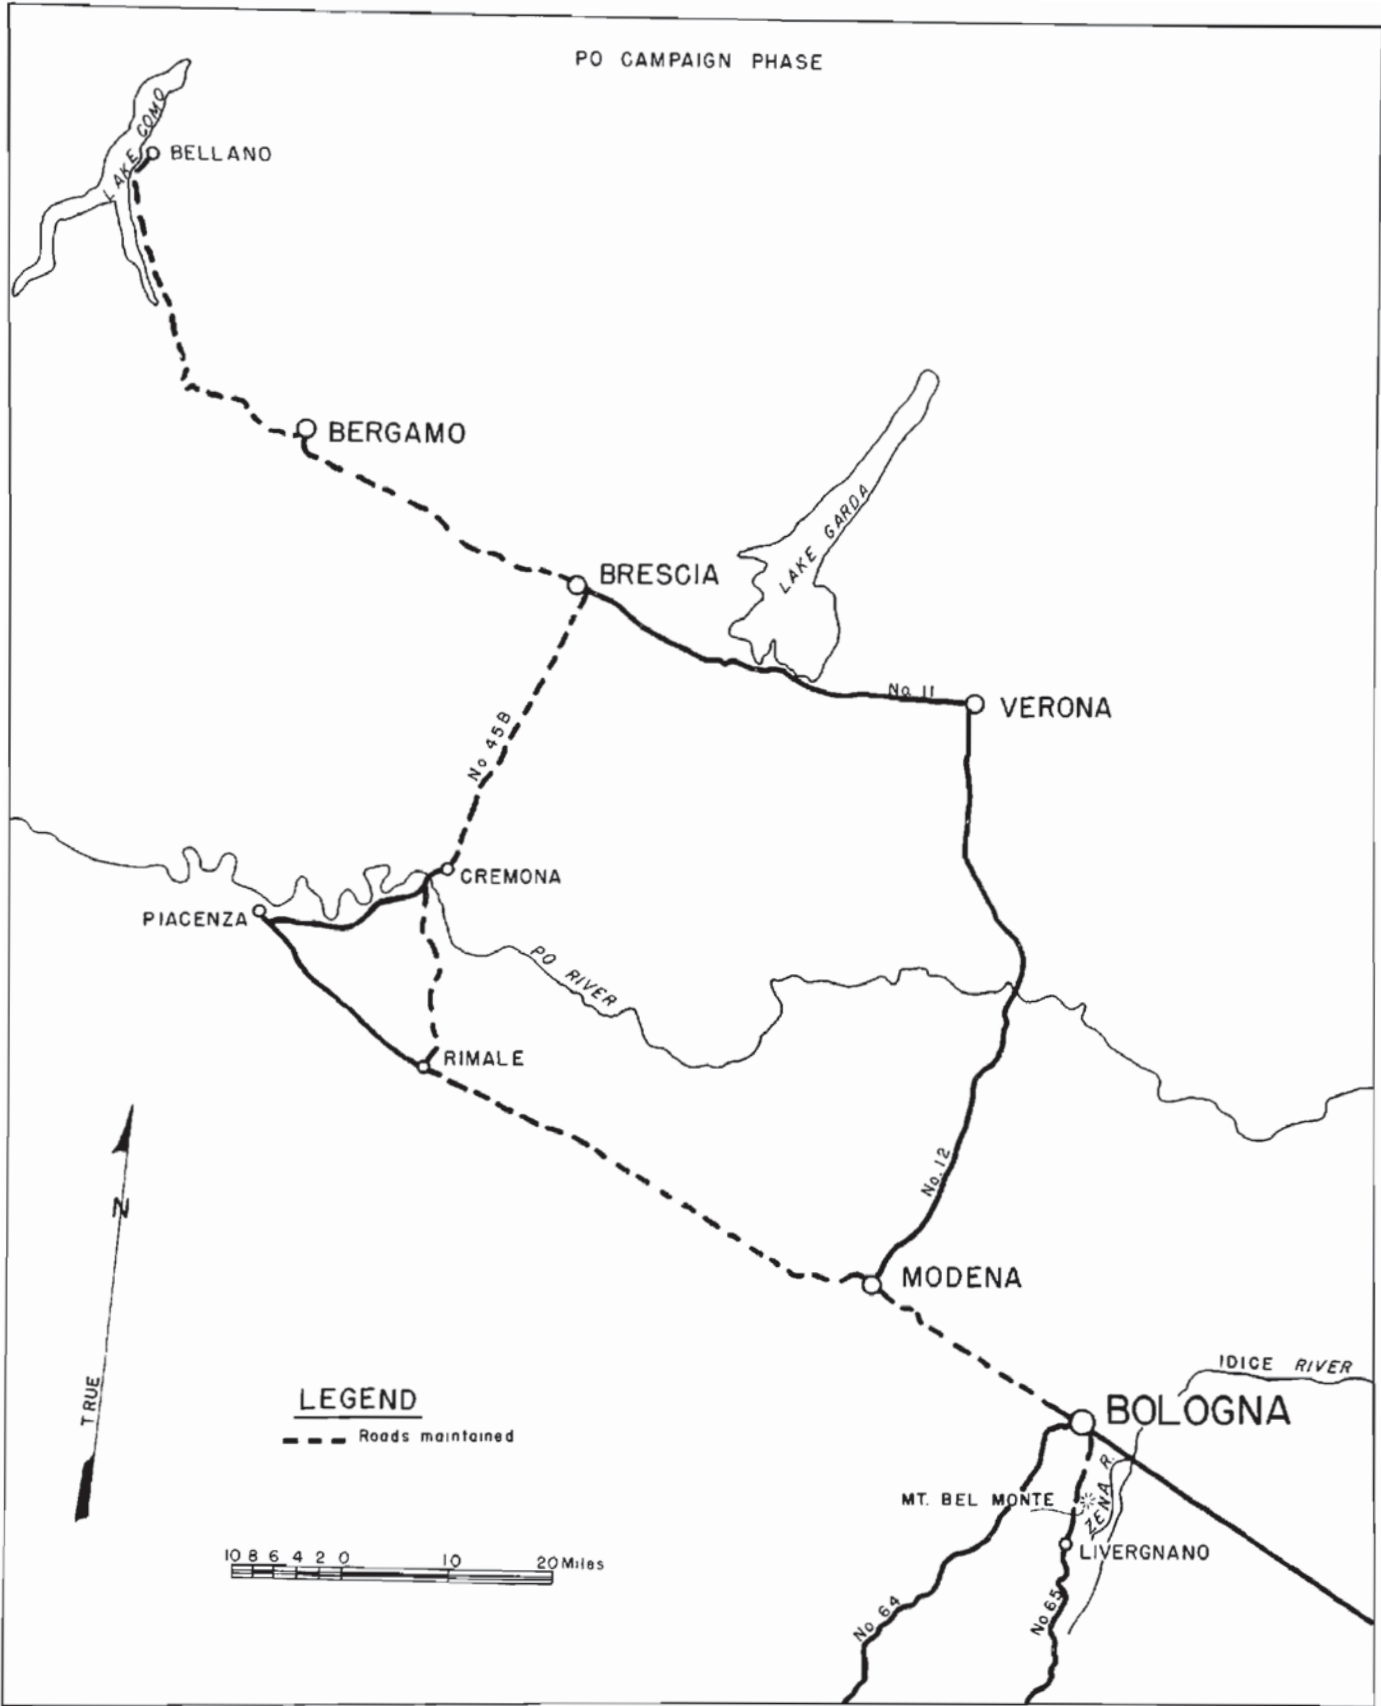 PO CAMPAIGN PHASE
LAKE COMO
BELLANO
BERGAMO
BRESCIA
LAKE GARDA
No. 11
VERONA
No 45B
CREMONA
PIACENZA
PO RIVER
RIMALE
N
TRUE
No. 12
MODENA
IDICE RIVER
LEGEND
Roads maintained
BOLOGNA
MT. BEL MONTE
ZENA R.
LIVERGNANO
10 8 6 4 2 0 10 20 Miles
No 64
No 65